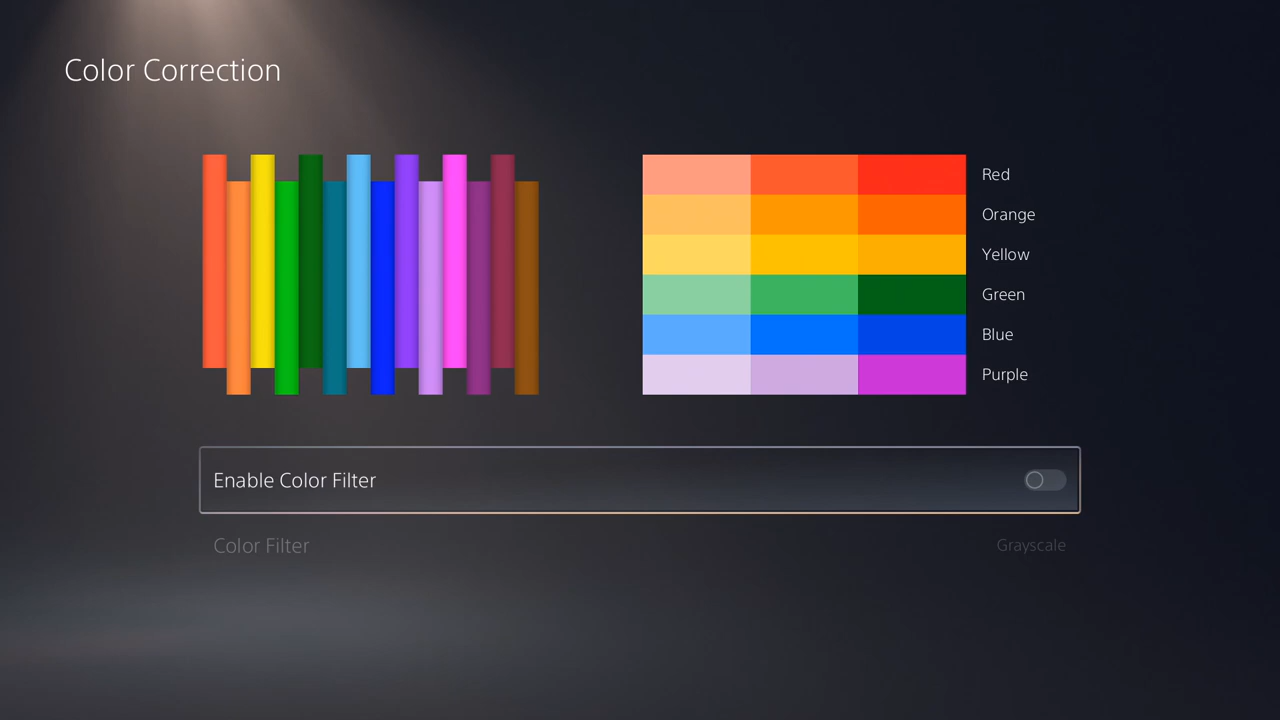 Color Correction
Red
Orange
Yellow
Green
Blue
Purple
Enable Color Filter
Color Filter
Grayscale